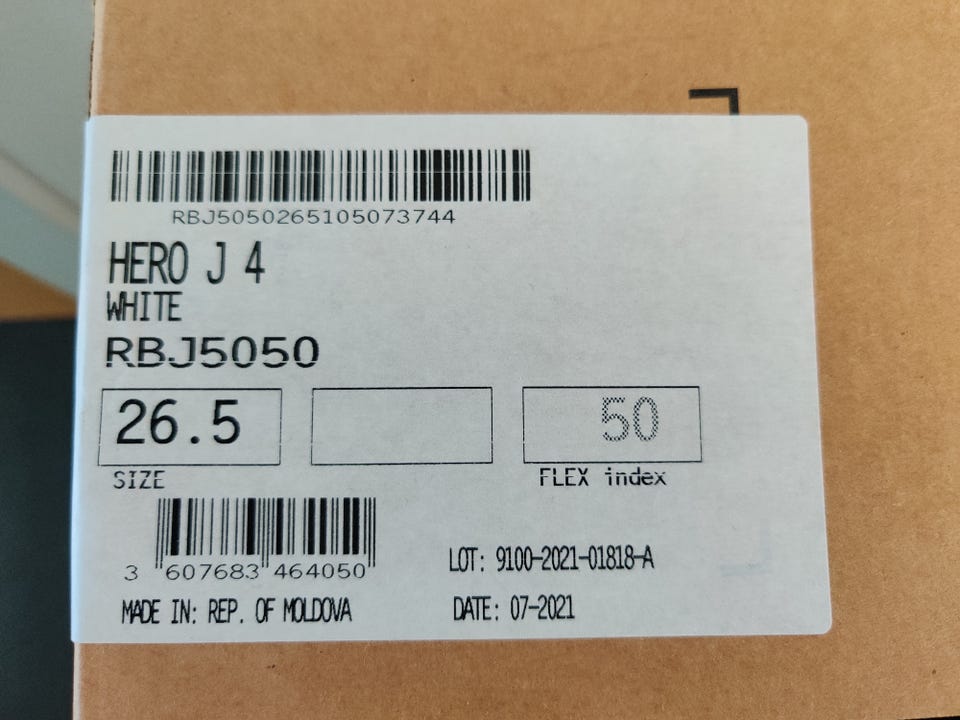 RBJ5050265105073744
HERO J 4
WHITE
RBJ5050
26.5
50
SIZE
FLEX index
3 607683 464050
LOT: 9100-2021-01818-A
MADE IN: REP. OF MOLDOVA
DATE: 07-2021